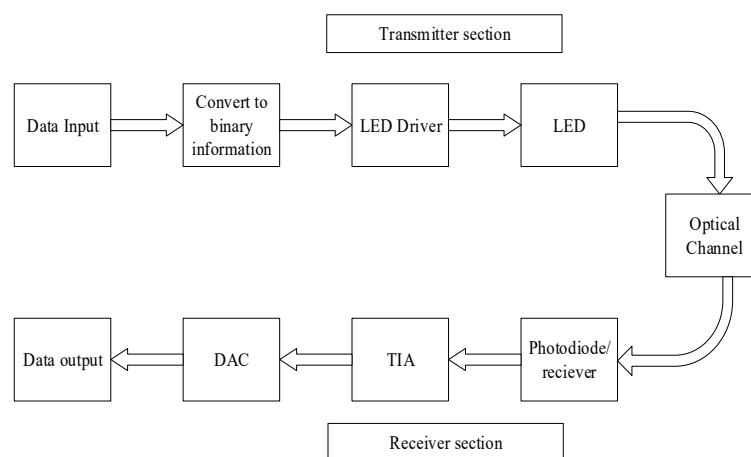 Transmitter section
Data Input
Convert to
binary
information
LED Driver
LED
Optical
Channel
Photodiode/
reciever
TIA
DAC
Data output
Receiver section